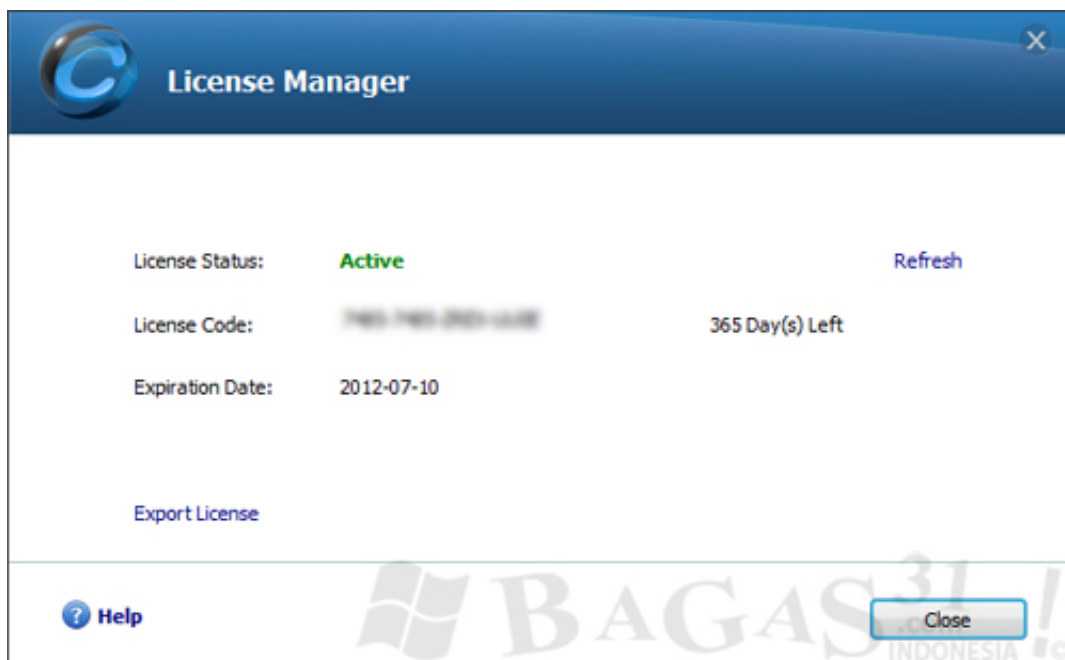 License Manager
License Status: Active Refresh
License Code: 365 Day(s) Left
Expiration Date: 2012-07-10
Export License
Help
Close
BAGAS31
.com
INDONESIA